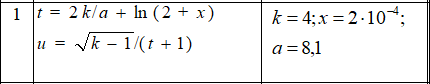 1
t = 2 k/a + ln (2 + x)
u = √k − 1/(t + 1)
k = 4; x = 2·10⁻⁴;
a = 8,1